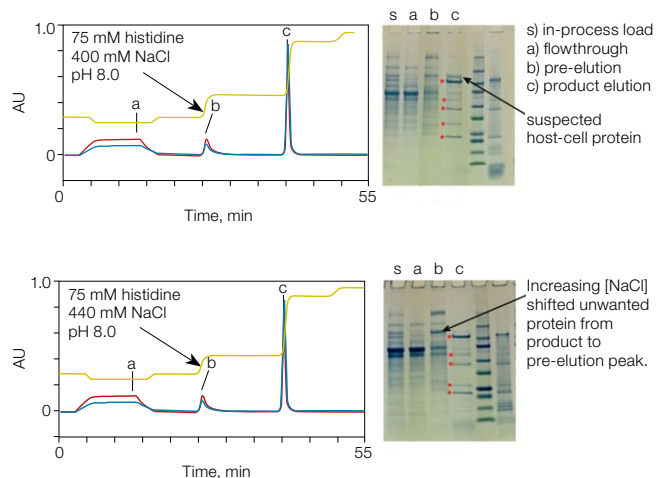 75 mM histidine
400 mM NaCl
pH 8.0
1.0
AU
0
a
b
c
0
55
Time, min
s a b c
*
*
*
*
*
s) in-process load
a) flowthrough
b) pre-elution
c) product elution
suspected
host-cell protein
75 mM histidine
440 mM NaCl
pH 8.0
1.0
AU
0
a
b
c
0
55
Time, min
s a b c
*
*
*
*
*
Increasing [NaCl]
shifted unwanted
protein from
product to
pre-elution peak.